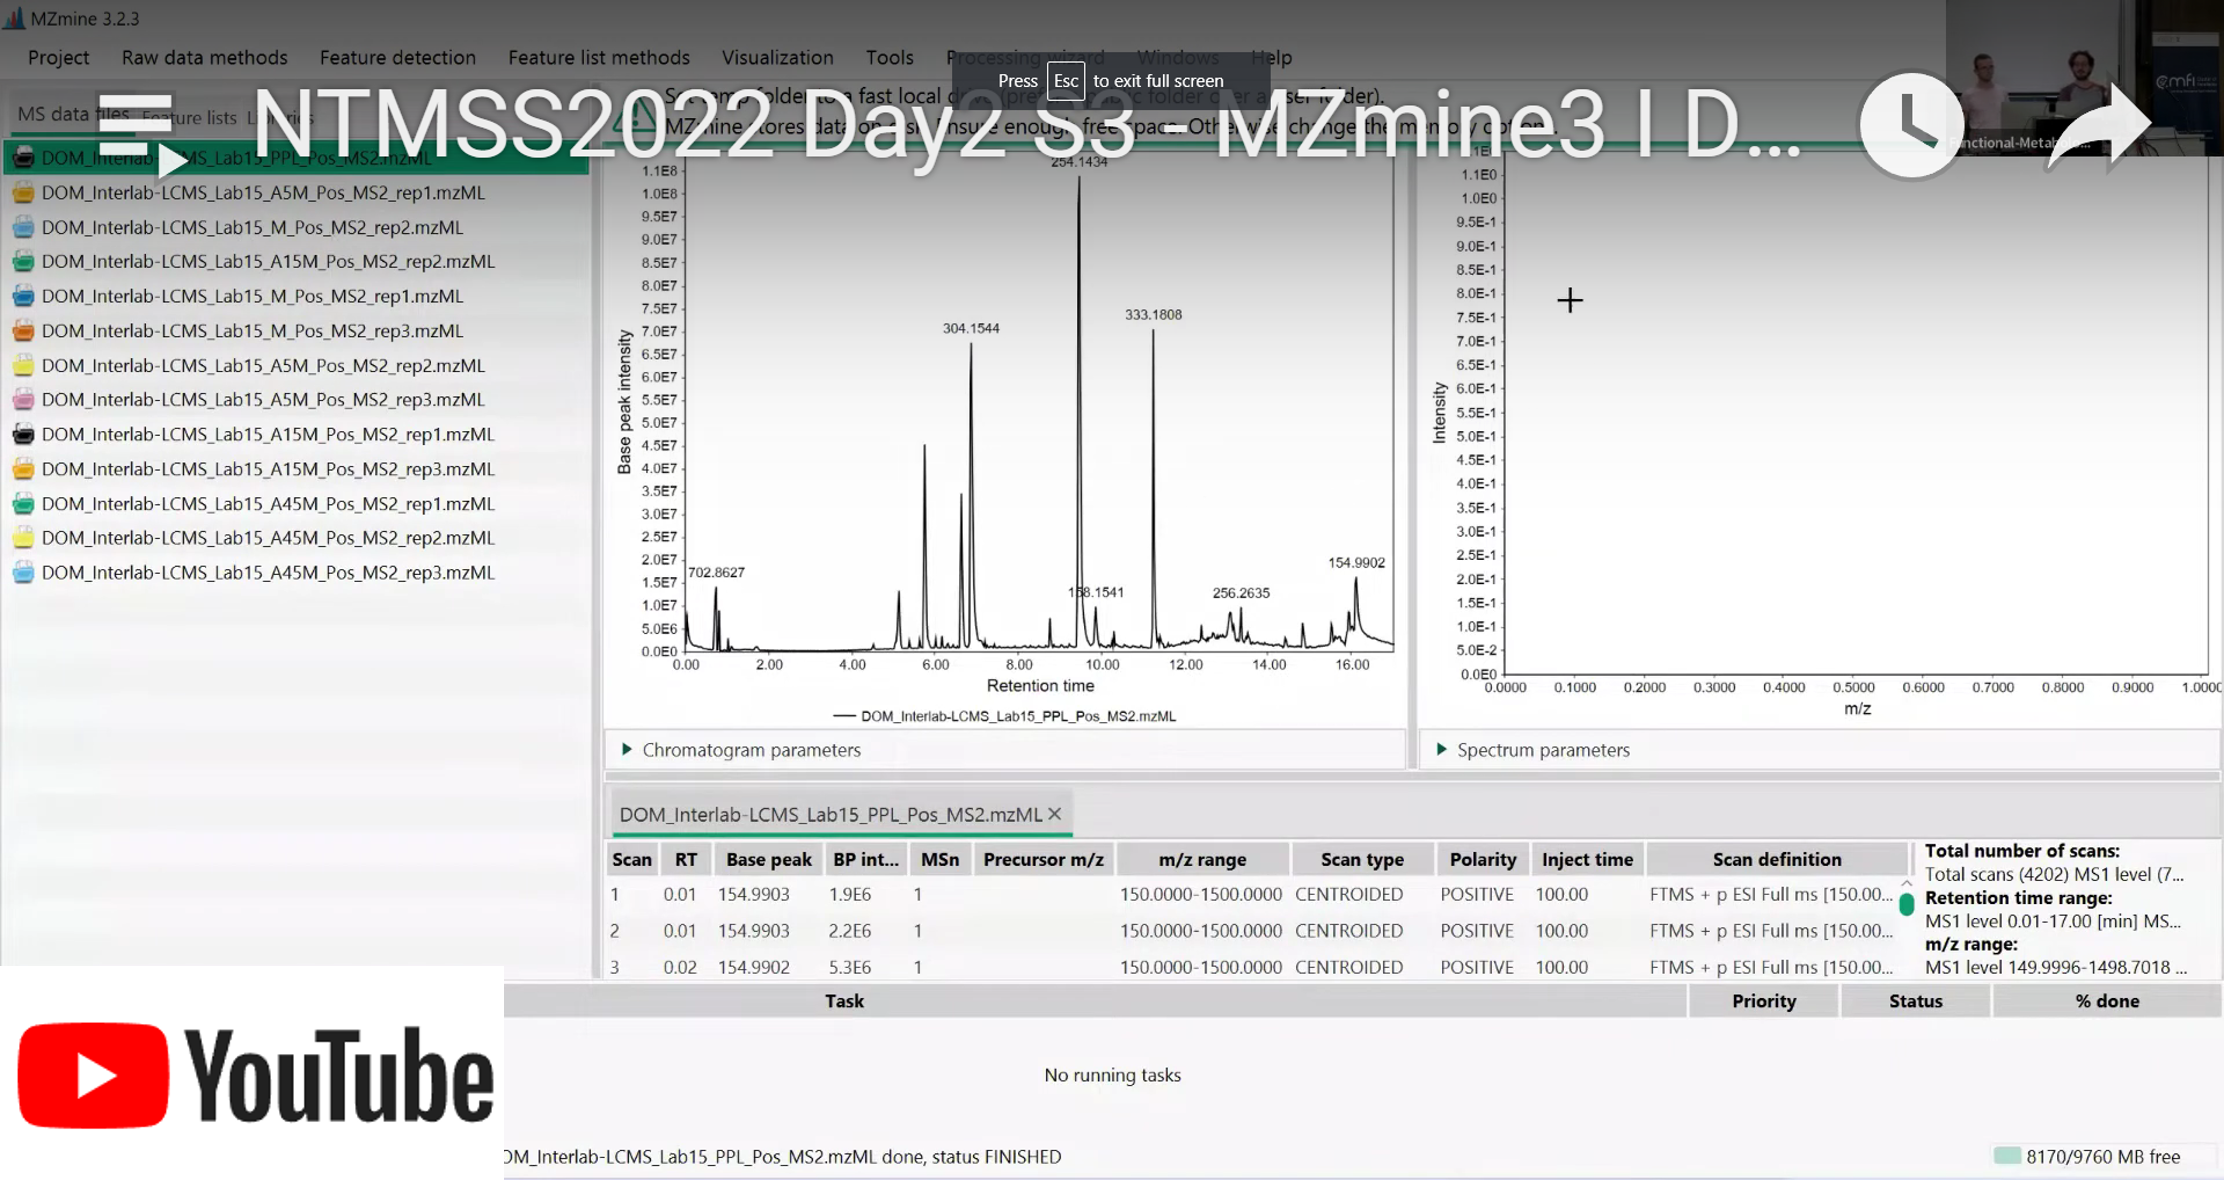 MZmine 3.2.3
Project Raw data methods Feature detection Feature list methods Visualization Tools Processing wizard Windows Help
Press Esc to exit full screen
NTMSS2022 Day2 S3 - MZmine3 I D...
MS data files Feature lists Libraries
Functional-Metabolo...
DOM_Interlab-LCMS_Lab15_PPL_Pos_MS2.mzML
DOM_Interlab-LCMS_Lab15_A5M_Pos_MS2_rep1.mzML
DOM_Interlab-LCMS_Lab15_M_Pos_MS2_rep2.mzML
DOM_Interlab-LCMS_Lab15_A15M_Pos_MS2_rep2.mzML
DOM_Interlab-LCMS_Lab15_M_Pos_MS2_rep1.mzML
DOM_Interlab-LCMS_Lab15_M_Pos_MS2_rep3.mzML
DOM_Interlab-LCMS_Lab15_A5M_Pos_MS2_rep2.mzML
DOM_Interlab-LCMS_Lab15_A5M_Pos_MS2_rep3.mzML
DOM_Interlab-LCMS_Lab15_A15M_Pos_MS2_rep1.mzML
DOM_Interlab-LCMS_Lab15_A15M_Pos_MS2_rep3.mzML
DOM_Interlab-LCMS_Lab15_A45M_Pos_MS2_rep1.mzML
DOM_Interlab-LCMS_Lab15_A45M_Pos_MS2_rep2.mzML
DOM_Interlab-LCMS_Lab15_A45M_Pos_MS2_rep3.mzML
Base peak intensity
1.1E8
1.0E8
9.5E7
9.0E7
8.5E7
8.0E7
7.5E7
7.0E7
6.5E7
6.0E7
5.5E7
5.0E7
4.5E7
4.0E7
3.5E7
3.0E7
2.5E7
2.0E7
1.5E7
1.0E7
5.0E6
0.0E0
254.1434
304.1544
333.1808
702.8627
158.1541
256.2635
154.9902
0.00 2.00 4.00 6.00 8.00 10.00 12.00 14.00 16.00
Retention time
DOM_Interlab-LCMS_Lab15_PPL_Pos_MS2.mzML
Chromatogram parameters
Intensity
1.1E0
1.0E0
9.5E-1
9.0E-1
8.5E-1
8.0E-1
7.5E-1
7.0E-1
6.5E-1
6.0E-1
5.5E-1
5.0E-1
4.5E-1
4.0E-1
3.5E-1
3.0E-1
2.5E-1
2.0E-1
1.5E-1
1.0E-1
5.0E-2
0.0E0
0.0000 0.1000 0.2000 0.3000 0.4000 0.5000 0.6000 0.7000 0.8000 0.9000 1.0000
m/z
Spectrum parameters
DOM_Interlab-LCMS_Lab15_PPL_Pos_MS2.mzML
Scan RT Base peak BP int... MSn Precursor m/z m/z range Scan type Polarity Inject time Scan definition
1 0.01 154.9903 1.9E6 1 150.0000-1500.0000 CENTROIDED POSITIVE 100.00 FTMS + p ESI Full ms [150.00...
2 0.01 154.9903 2.2E6 1 150.0000-1500.0000 CENTROIDED POSITIVE 100.00 FTMS + p ESI Full ms [150.00...
3 0.02 154.9902 5.3E6 1 150.0000-1500.0000 CENTROIDED POSITIVE 100.00 FTMS + p ESI Full ms [150.00...
Total number of scans:
Total scans (4202) MS1 level (7...
Retention time range:
MS1 level 0.01-17.00 [min] MS...
m/z range:
MS1 level 149.9996-1498.7018 ...
Task Priority Status % done
No running tasks
YouTube
OM_Interlab-LCMS_Lab15_PPL_Pos_MS2.mzML done, status FINISHED
8170/9760 MB free